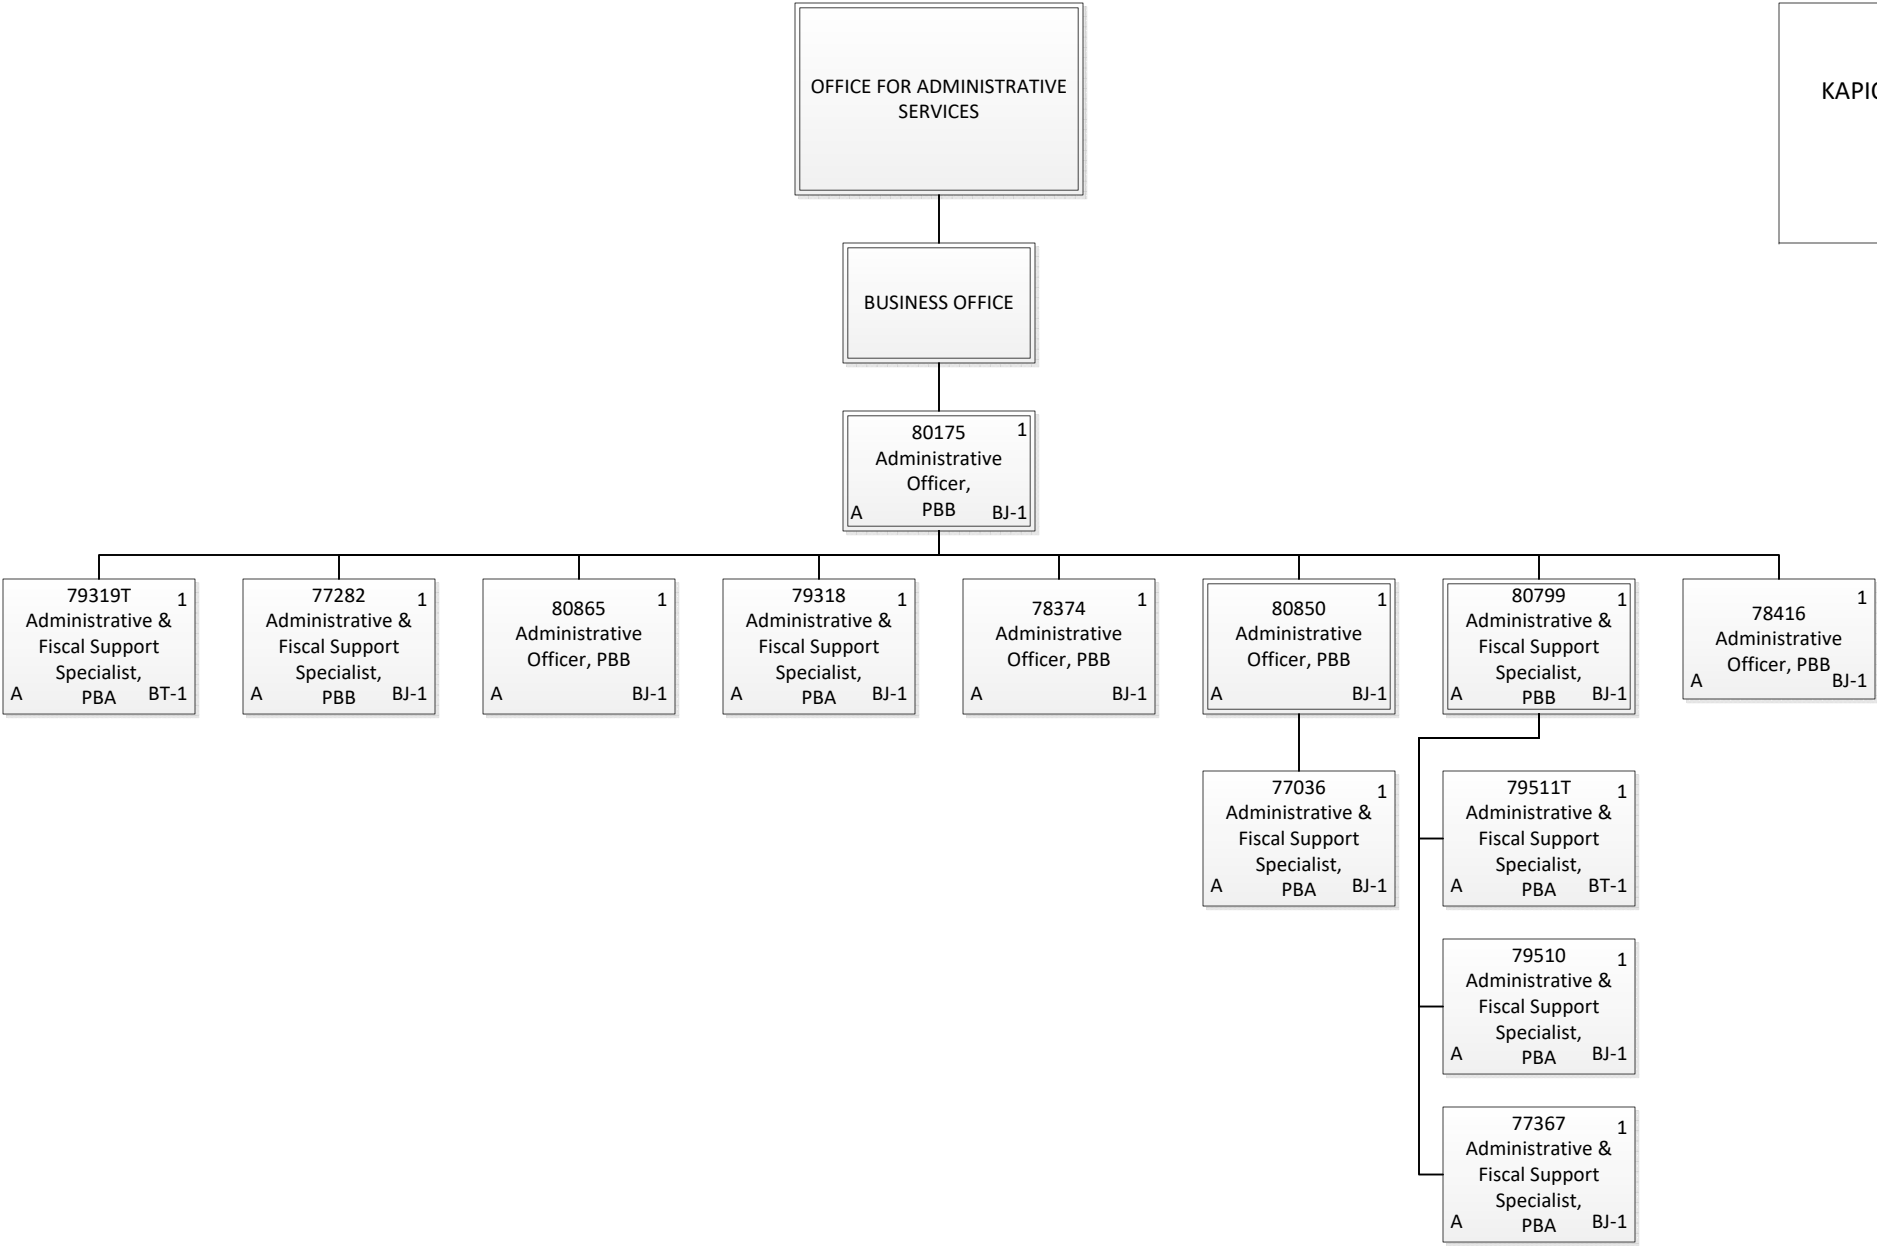 OFFICE FOR ADMINISTRATIVE
SERVICES
BUSINESS OFFICE
80175 1
Administrative
Officer,
PBB
A BJ-1
79319T 1
Administrative &
Fiscal Support
Specialist,
PBA
A BT-1
77282 1
Administrative &
Fiscal Support
Specialist,
PBB
A BJ-1
80865 1
Administrative
Officer, PBB
A BJ-1
79318 1
Administrative &
Fiscal Support
Specialist,
PBA
A BJ-1
78374 1
Administrative
Officer, PBB
A BJ-1
80850 1
Administrative
Officer, PBB
A BJ-1
80799 1
Administrative &
Fiscal Support
Specialist,
PBB
A BJ-1
78416 1
Administrative
Officer, PBB
A BJ-1
77036 1
Administrative &
Fiscal Support
Specialist,
PBA
A BJ-1
79511T 1
Administrative &
Fiscal Support
Specialist,
PBA
A BT-1
79510 1
Administrative &
Fiscal Support
Specialist,
PBA
A BJ-1
77367 1
Administrative &
Fiscal Support
Specialist,
PBA
A BJ-1